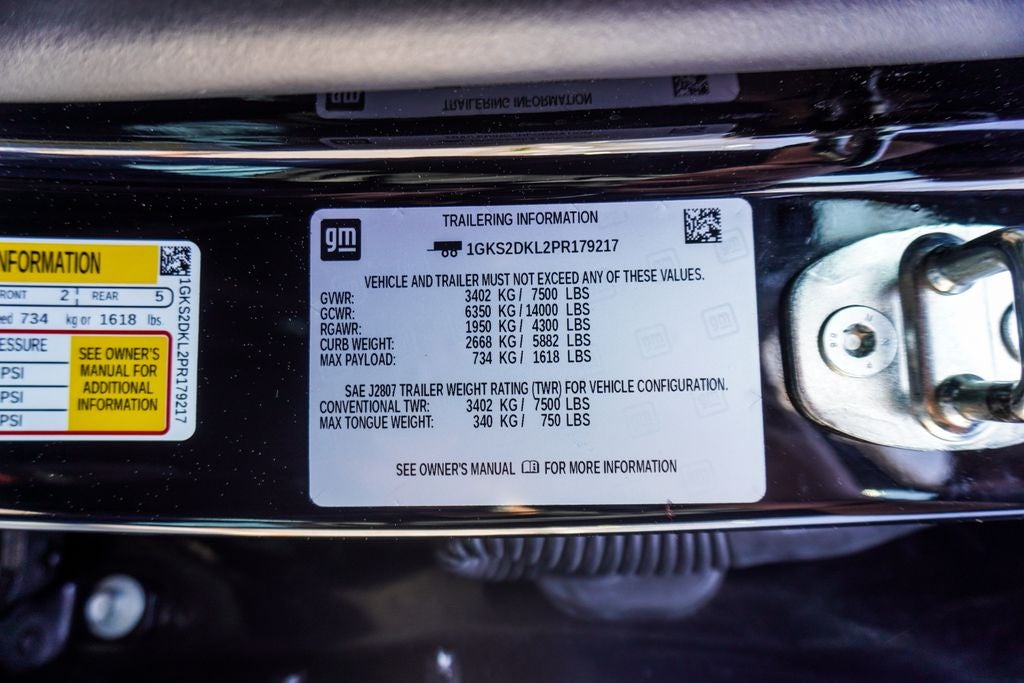 TRAILERING INFORMATION
gm
TRAILERING INFORMATION
1GKS2DKL2PR179217
VEHICLE AND TRAILER MUST NOT EXCEED ANY OF THESE VALUES.
GVWR: 3402 KG / 7500 LBS
GCWR: 6350 KG / 14000 LBS
RGAWR: 1950 KG / 4300 LBS
CURB WEIGHT: 2668 KG / 5882 LBS
MAX PAYLOAD: 734 KG / 1618 LBS
SAE J2807 TRAILER WEIGHT RATING (TWR) FOR VEHICLE CONFIGURATION.
CONVENTIONAL TWR: 3402 KG / 7500 LBS
MAX TONGUE WEIGHT: 340 KG / 750 LBS
SEE OWNER'S MANUAL FOR MORE INFORMATION
NFORMATION
RONT 2 REAR 5
ed 734 kg or 1618 lbs.
ESSURE
PSI
PSI
PSI
SEE OWNER'S
MANUAL FOR
ADDITIONAL
INFORMATION
1GKS2DKL2PR179217